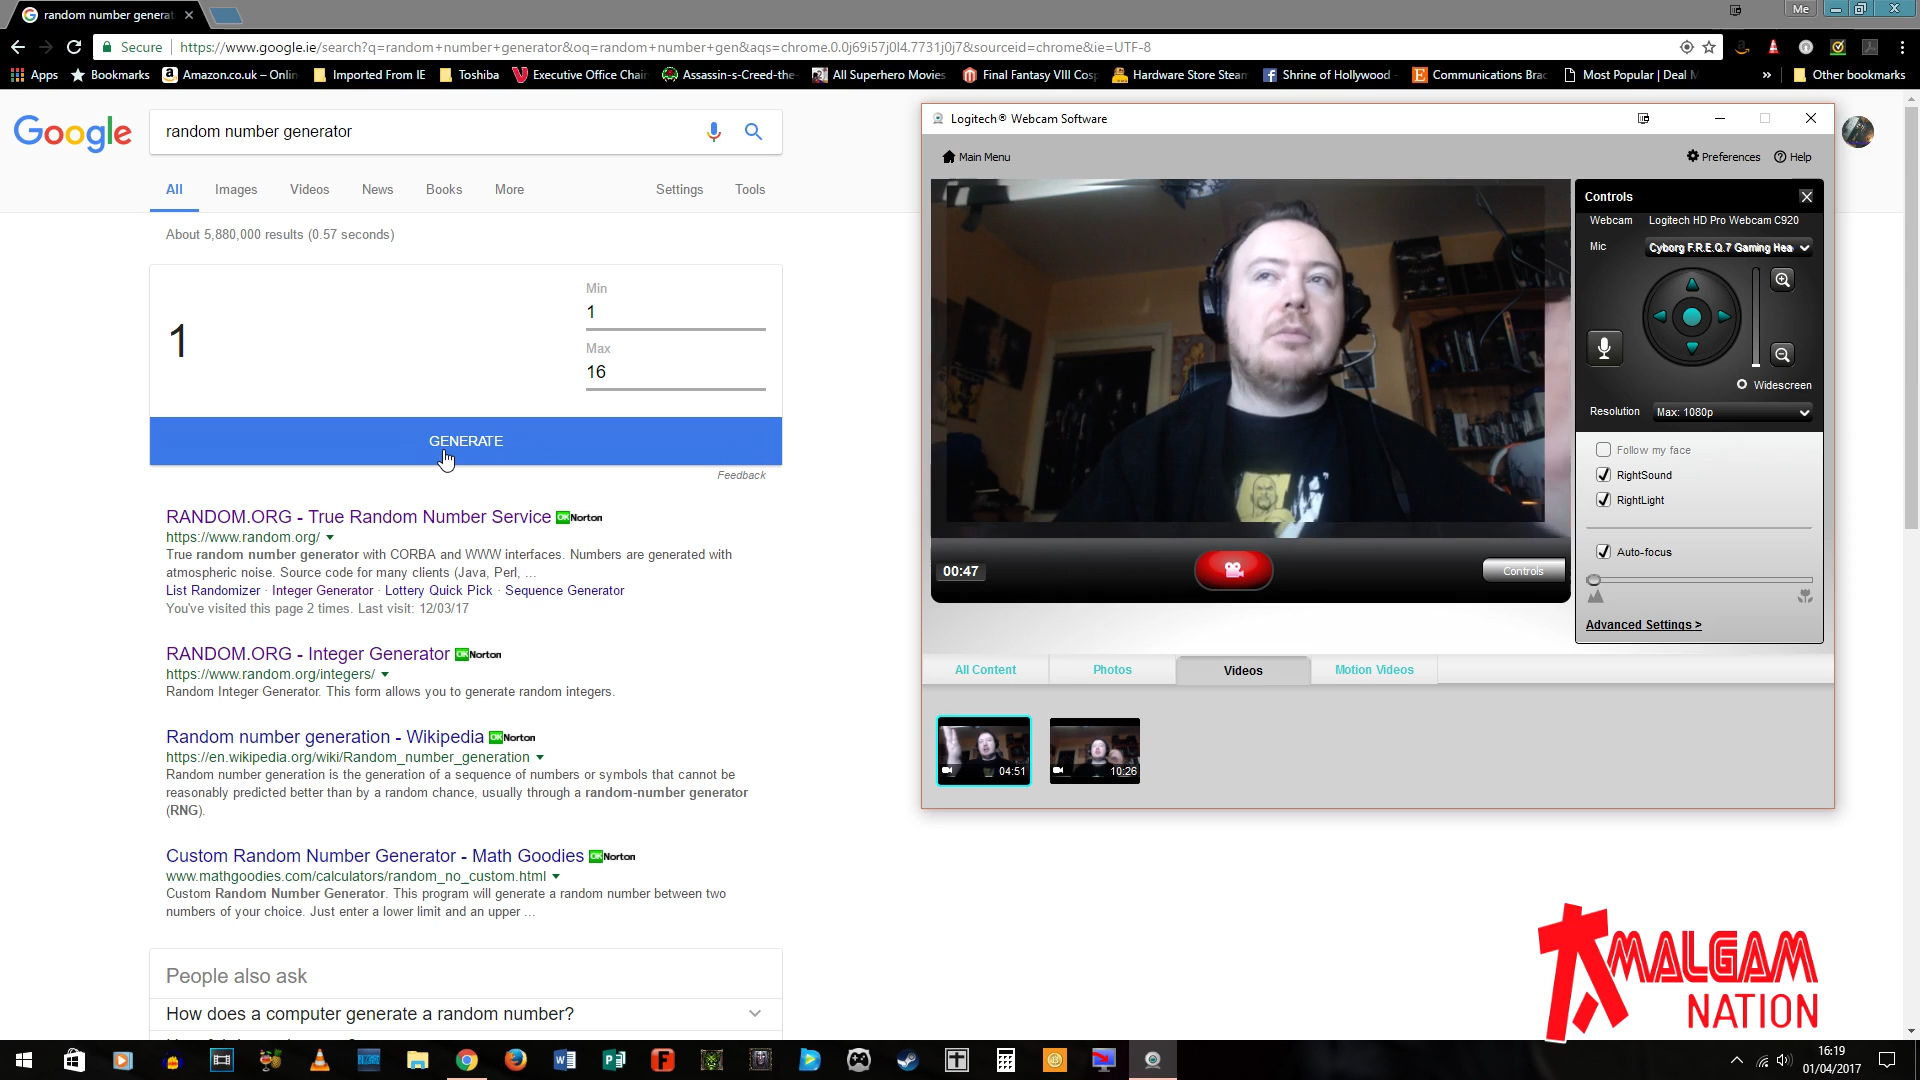 random number generat
Me
Secure
https://www.google.ie/search?q=random+number+generator&oq=random+number+gen&aqs=chrome.0.0j69i57j0l4.7731j0j7&sourceid=chrome&ie=UTF-8
Apps
Bookmarks
Amazon.co.uk – Onlin
Imported From IE
Toshiba
Executive Office Chair
Assassin-s-Creed-the-
All Superhero Movies
Final Fantasy VIII Cosp
Hardware Store Steam
Shrine of Hollywood -
Communications Brac
Most Popular | Deal M
»
Other bookmarks
Google
random number generator
All
Images
Videos
News
Books
More
Settings
Tools
About 5,880,000 results (0.57 seconds)
1
Min
1
Max
16
GENERATE
Feedback
RANDOM.ORG - True Random Number Service OK Norton
https://www.random.org/
True random number generator with CORBA and WWW interfaces. Numbers are generated with
atmospheric noise. Source code for many clients (Java, Perl, ...
List Randomizer · Integer Generator · Lottery Quick Pick · Sequence Generator
You've visited this page 2 times. Last visit: 12/03/17
RANDOM.ORG - Integer Generator OK Norton
https://www.random.org/integers/
Random Integer Generator. This form allows you to generate random integers.
Random number generation - Wikipedia OK Norton
https://en.wikipedia.org/wiki/Random_number_generation
Random number generation is the generation of a sequence of numbers or symbols that cannot be
reasonably predicted better than by a random chance, usually through a random-number generator
(RNG).
Custom Random Number Generator - Math Goodies OK Norton
www.mathgoodies.com/calculators/random_no_custom.html
Custom Random Number Generator. This program will generate a random number between two
numbers of your choice. Just enter a lower limit and an upper ...
People also ask
How does a computer generate a random number?
Logitech® Webcam Software
Main Menu
Preferences
Help
Controls
Webcam Logitech HD Pro Webcam C920
Mic Cyborg F.R.E.Q.7 Gaming Hea
Widescreen
Resolution Max: 1080p
Follow my face
RightSound
RightLight
Auto-focus
Advanced Settings >
00:47
Controls
All Content
Photos
Videos
Motion Videos
04:51
10:26
AMALGAM
NATION
16:19
01/04/2017